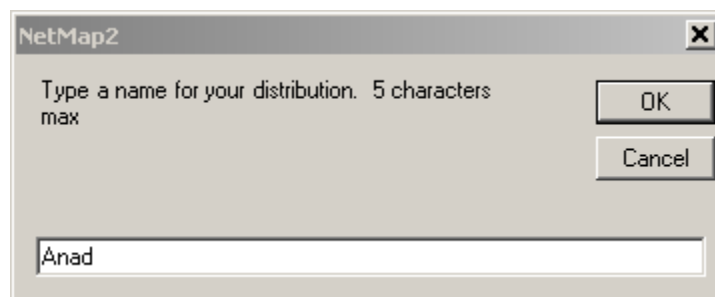 NetMap2
Type a name for your distribution.  5 characters
max
OK
Cancel
Anad